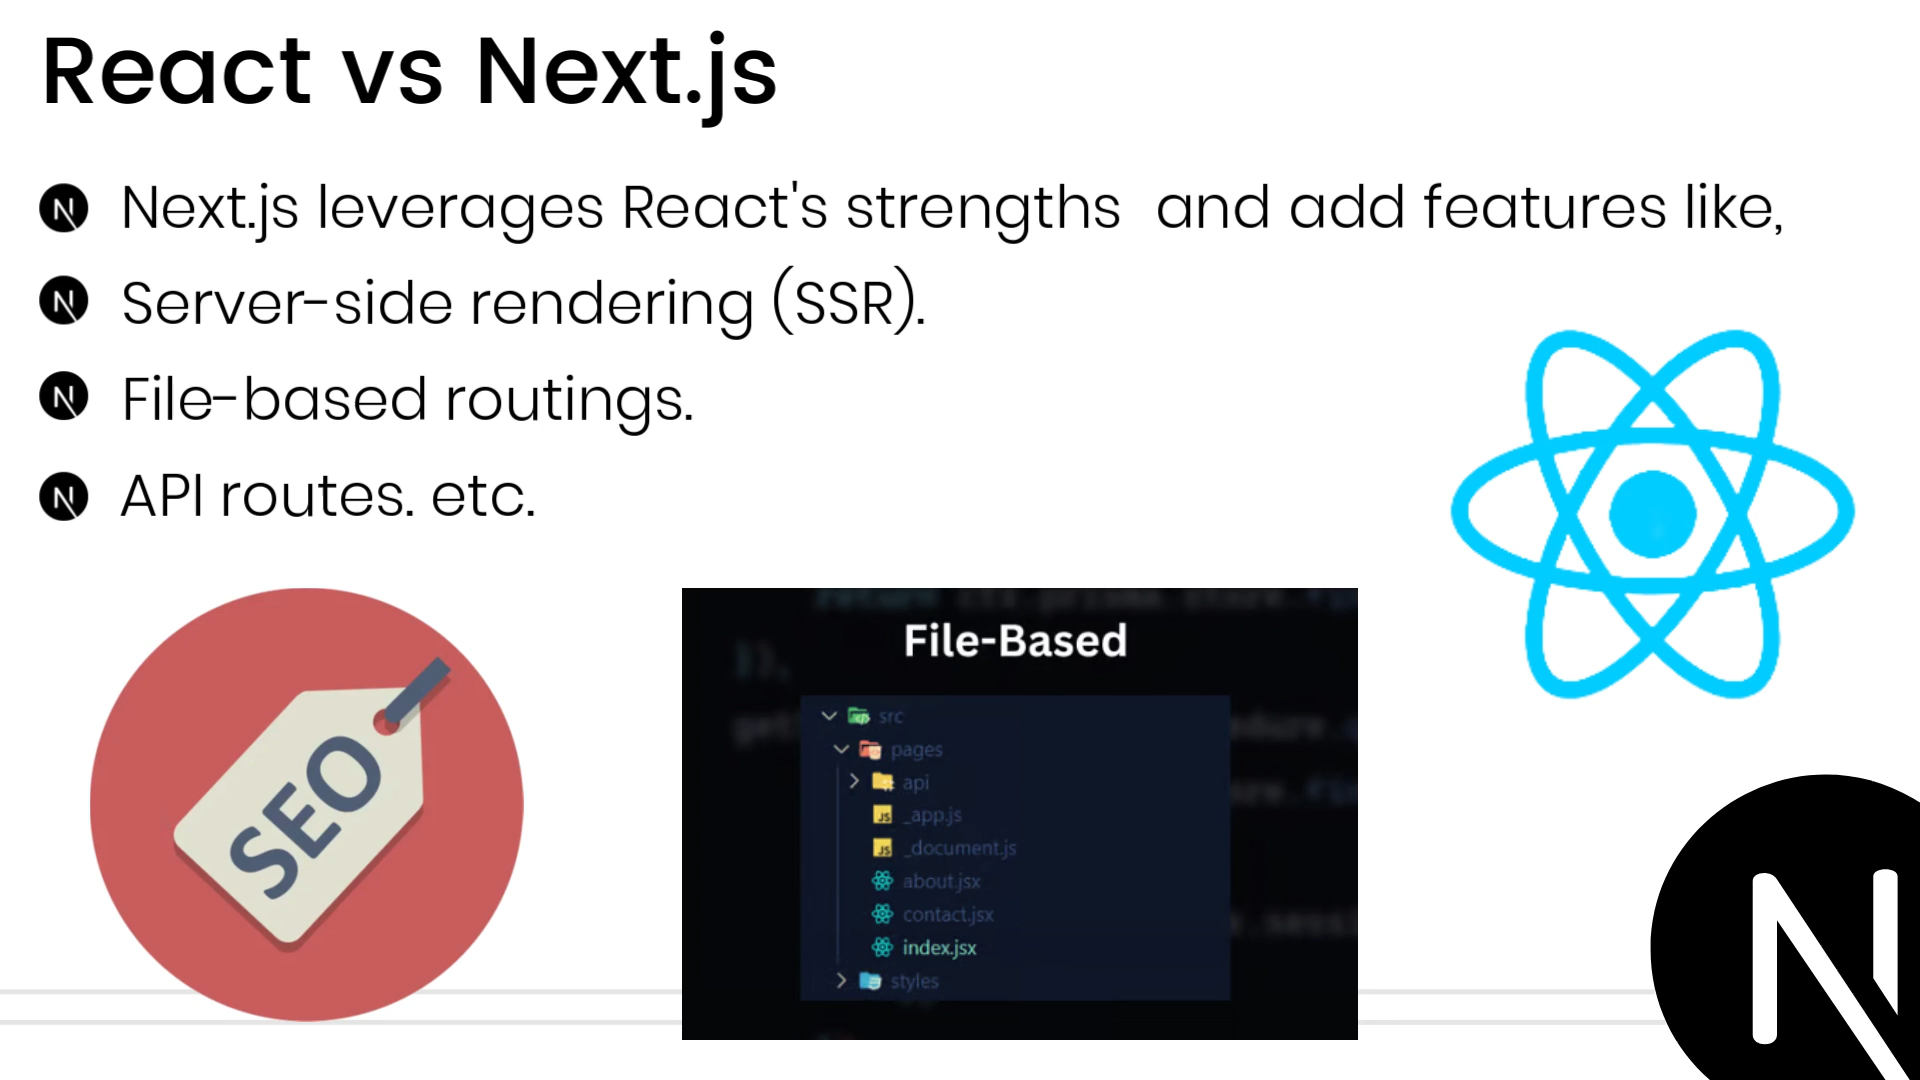 React vs Next.js
Next.js leverages React's strengths  and add features like,
Server-side rendering (SSR).
File-based routings.
API routes. etc.
SEO
File-Based
src
pages
api
_app.js
_document.js
about.jsx
contact.jsx
index.jsx
styles